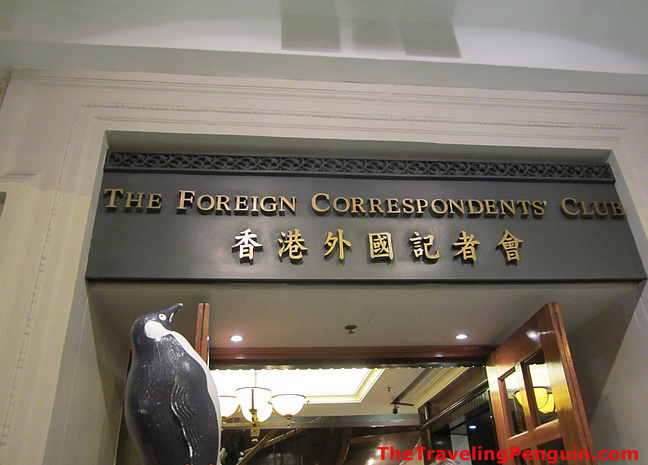 THE FOREIGN CORRESPONDENTS' CLUB
香港外國記者會
TheTravelingPenguin.com